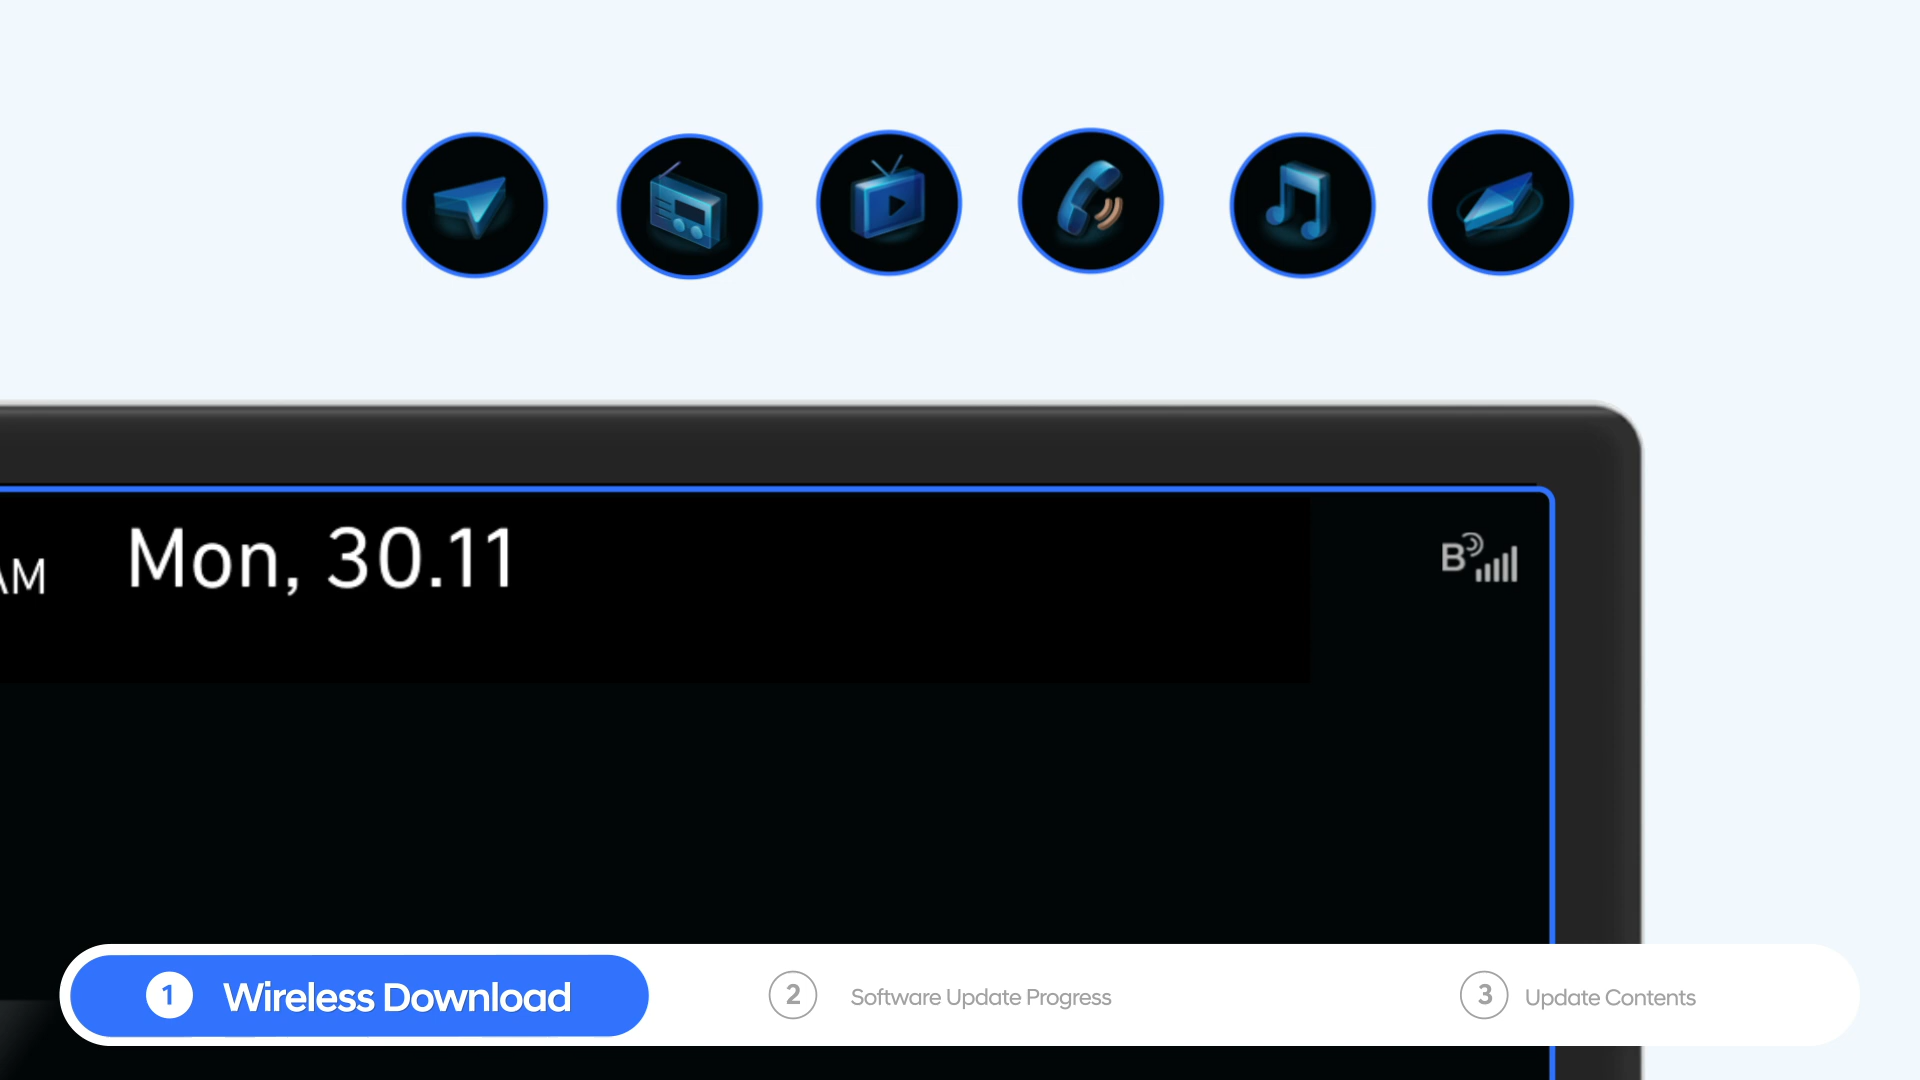 AM Mon, 30.11
B
1 Wireless Download
2 Software Update Progress
3 Update Contents